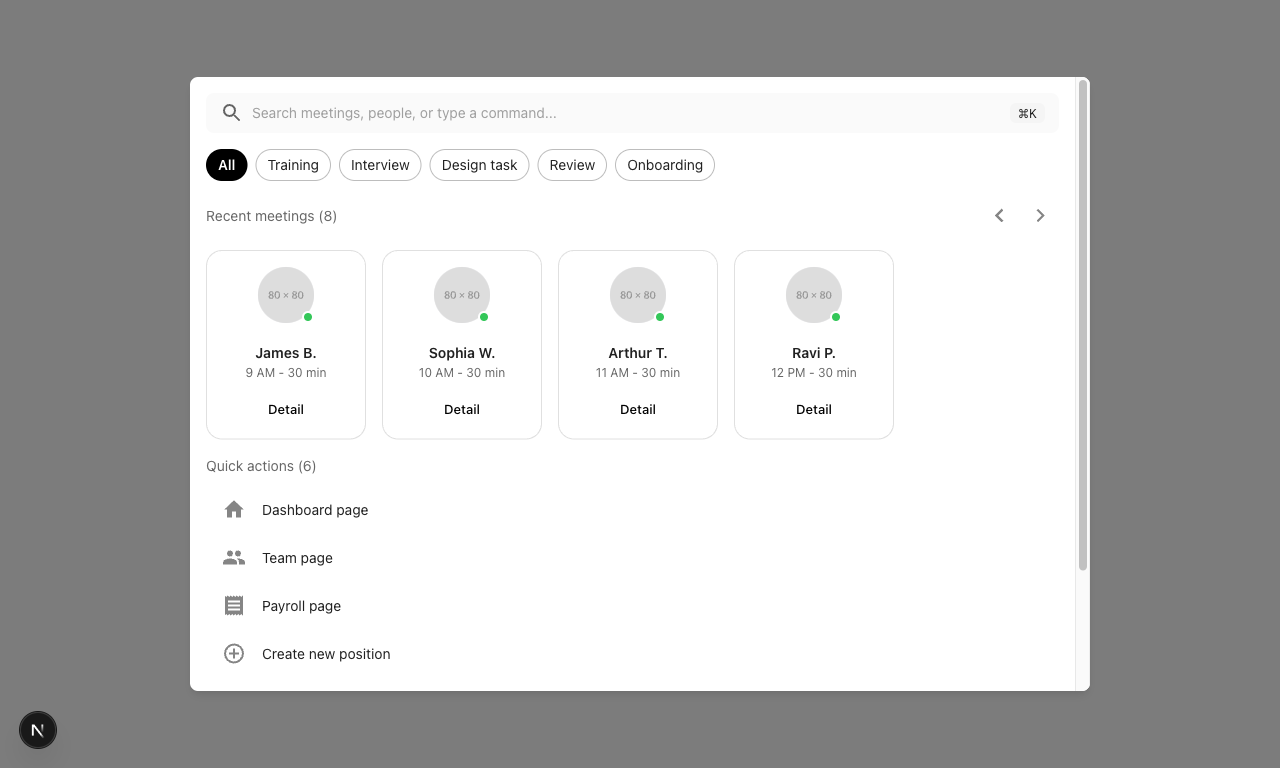 Search meetings, people, or type a command...
⌘K
All
Training
Interview
Design task
Review
Onboarding
Recent meetings (8)
80 × 80
80 × 80
80 × 80
80 × 80
James B.
Sophia W.
Arthur T.
Ravi P.
9 AM - 30 min
10 AM - 30 min
11 AM - 30 min
12 PM - 30 min
Detail
Detail
Detail
Detail
Quick actions (6)
Dashboard page
Team page
Payroll page
Create new position
N